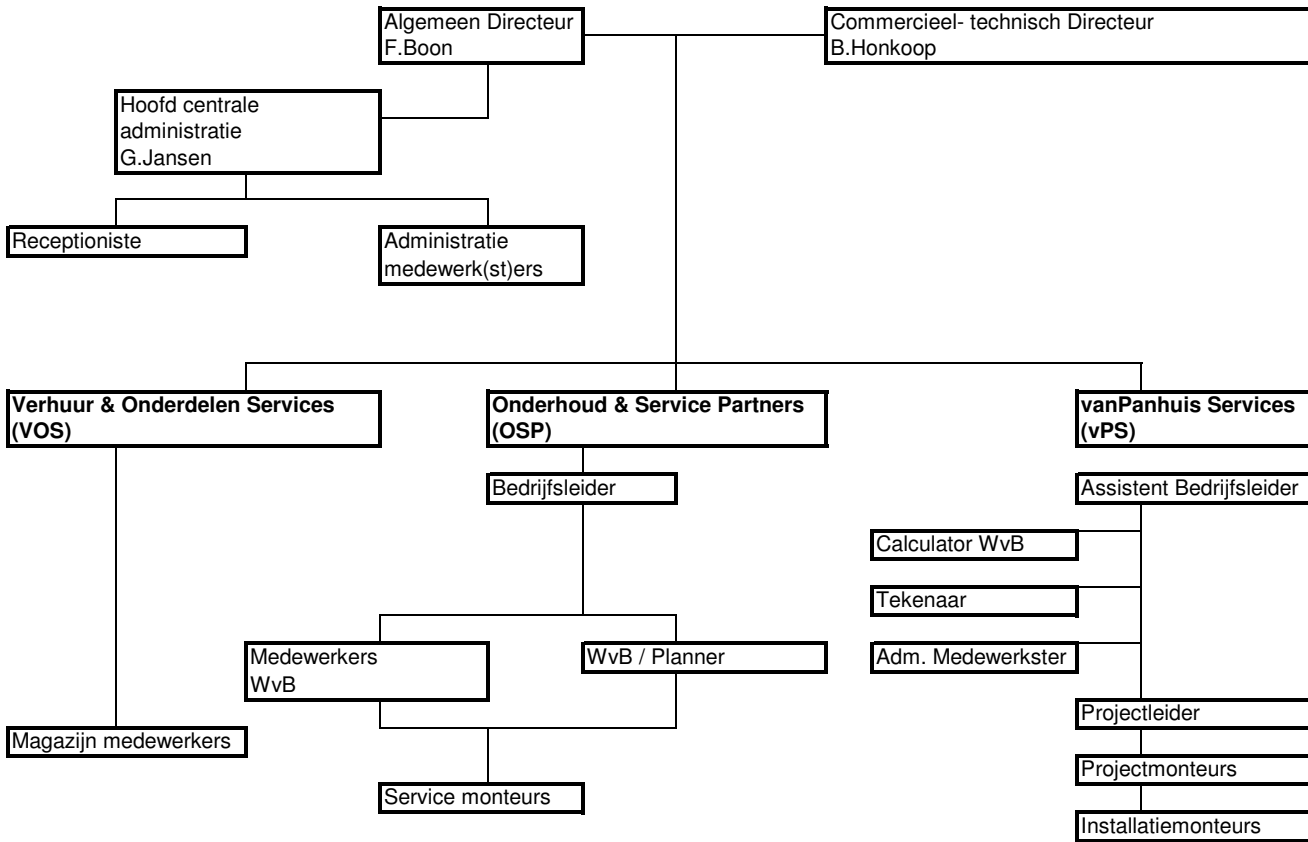 Algemeen Directeur
F.Boon
Commercieel- technisch Directeur
B.Honkoop
Hoofd centrale
administratie
G.Jansen
Receptioniste
Administratie
medewerk(st)ers
Verhuur & Onderdelen Services
(VOS)
Onderhoud & Service Partners
(OSP)
vanPanhuis Services
(vPS)
Bedrijfsleider
Assistent Bedrijfsleider
Calculator WvB
Tekenaar
Medewerkers
WvB
WvB / Planner
Adm. Medewerkster
Projectleider
Magazijn medewerkers
Projectmonteurs
Service monteurs
Installatiemonteurs